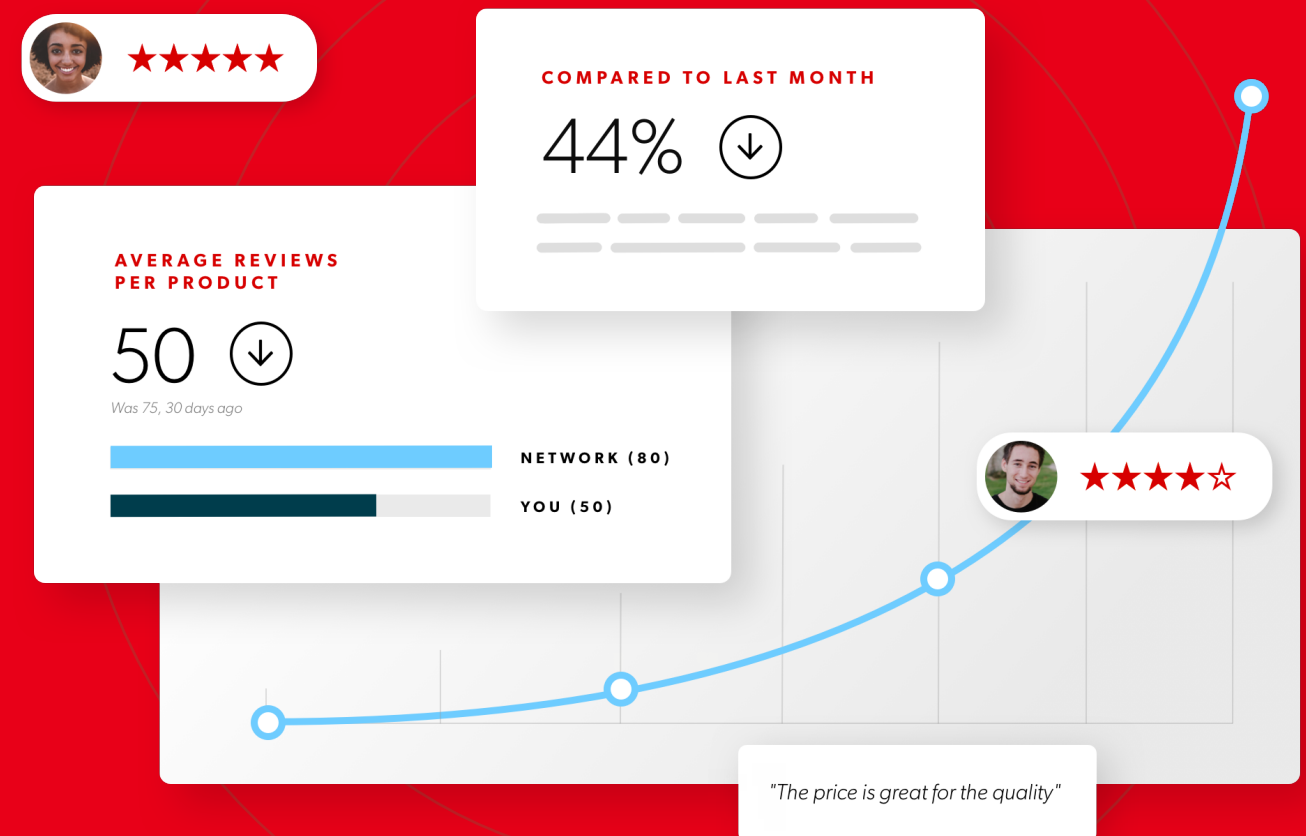 COMPARED TO LAST MONTH
44%
AVERAGE REVIEWS
PER PRODUCT
50
Was 75, 30 days ago
NETWORK (80)
YOU (50)
"The price is great for the quality"